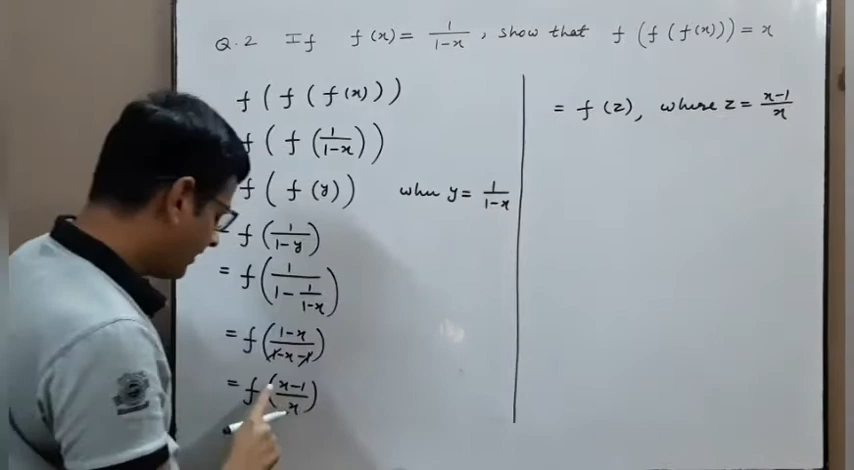 Q.2 If f(x) = 1/(1-x), show that f(f(f(x))) = x
f(f(f(x)))
f(f(1/(1-x)))
f(f(y)) when y = 1/(1-x)
= f(1/(1-y))
= f(1/(1 - 1/(1-x)))
= f((1-x)/(1-x-1))
= f((x-1)/x)
= f(z), where z = (x-1)/x